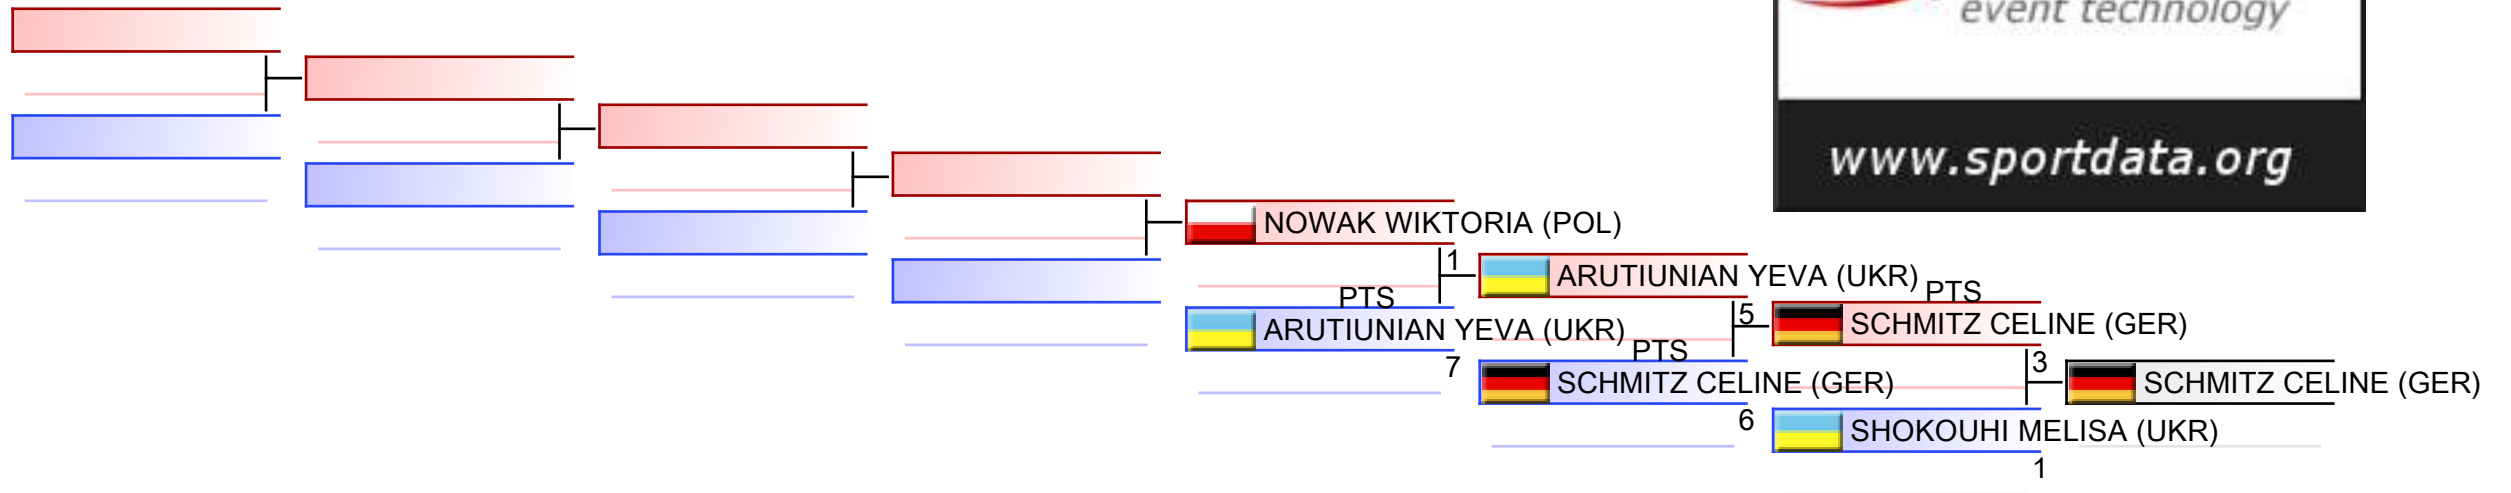 event technology
www.sportdata.org
NOWAK WIKTORIA (POL)
1
PTS
ARUTIUNIAN YEVA (UKR)
7
ARUTIUNIAN YEVA (UKR)
5
PTS
SCHMITZ CELINE (GER)
6
PTS
SCHMITZ CELINE (GER)
3
SHOKOUHI MELISA (UKR)
1
SCHMITZ CELINE (GER)